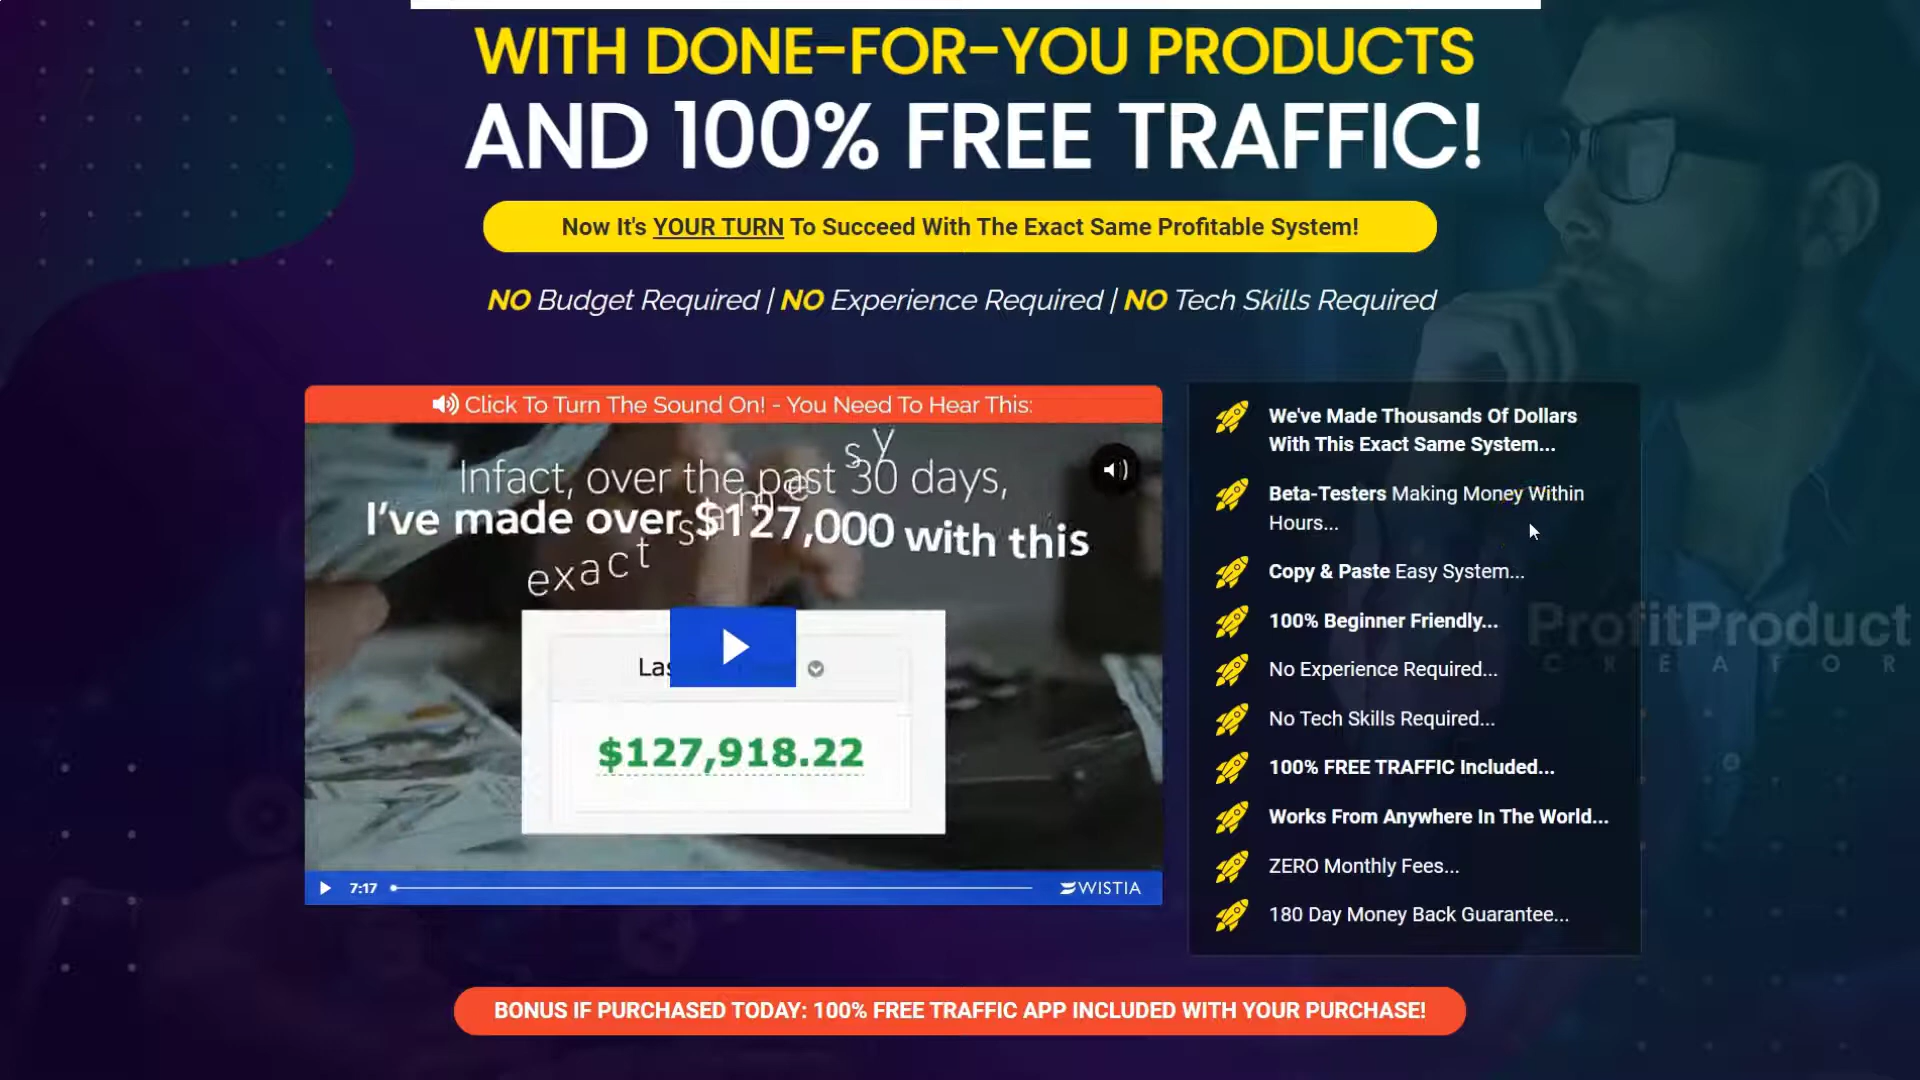 WITH DONE-FOR-YOU PRODUCTS
AND 100% FREE TRAFFIC!
Now It's YOUR TURN To Succeed With The Exact Same Profitable System!
NO Budget Required | NO Experience Required | NO Tech Skills Required
Click To Turn The Sound On! - You Need To Hear This:
Infact, over the past 30 days,
I've made over $127,000 with this
exact same sy
Las
$127,918.22
7:17
WISTIA
We've Made Thousands Of Dollars
With This Exact Same System...
Beta-Testers Making Money Within
Hours...
Copy & Paste Easy System...
100% Beginner Friendly...
No Experience Required...
No Tech Skills Required...
100% FREE TRAFFIC Included...
Works From Anywhere In The World...
ZERO Monthly Fees...
180 Day Money Back Guarantee...
ProfitProduct
CREATOR
BONUS IF PURCHASED TODAY: 100% FREE TRAFFIC APP INCLUDED WITH YOUR PURCHASE!